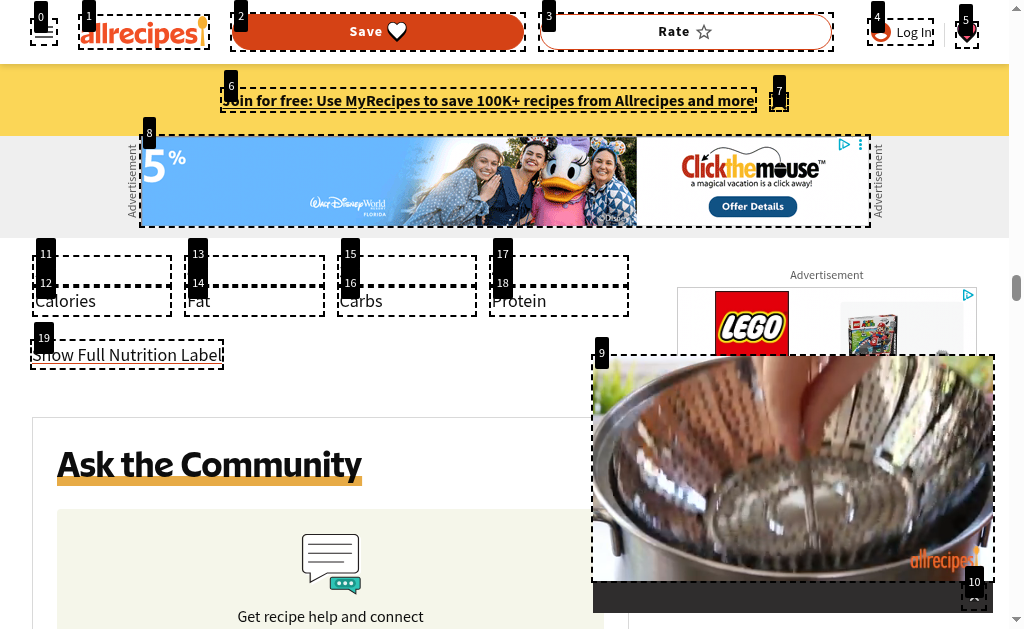 0
1
2
3
4
5
allrecipes
Save
Rate
Log In
6
7
Join for free: Use MyRecipes to save 100K+ recipes from Allrecipes and more
8
Advertisement
5%
Walt Disney World
FLORIDA
©Disney
Clickthemouse™
a magical vacation is a click away!
Offer Details
Advertisement
11
13
15
17
12
14
16
18
Calories
Fat
Carbs
Protein
19
Show Full Nutrition Label
Advertisement
LEGO
9
allrecipes
10
Ask the Community
Get recipe help and connect